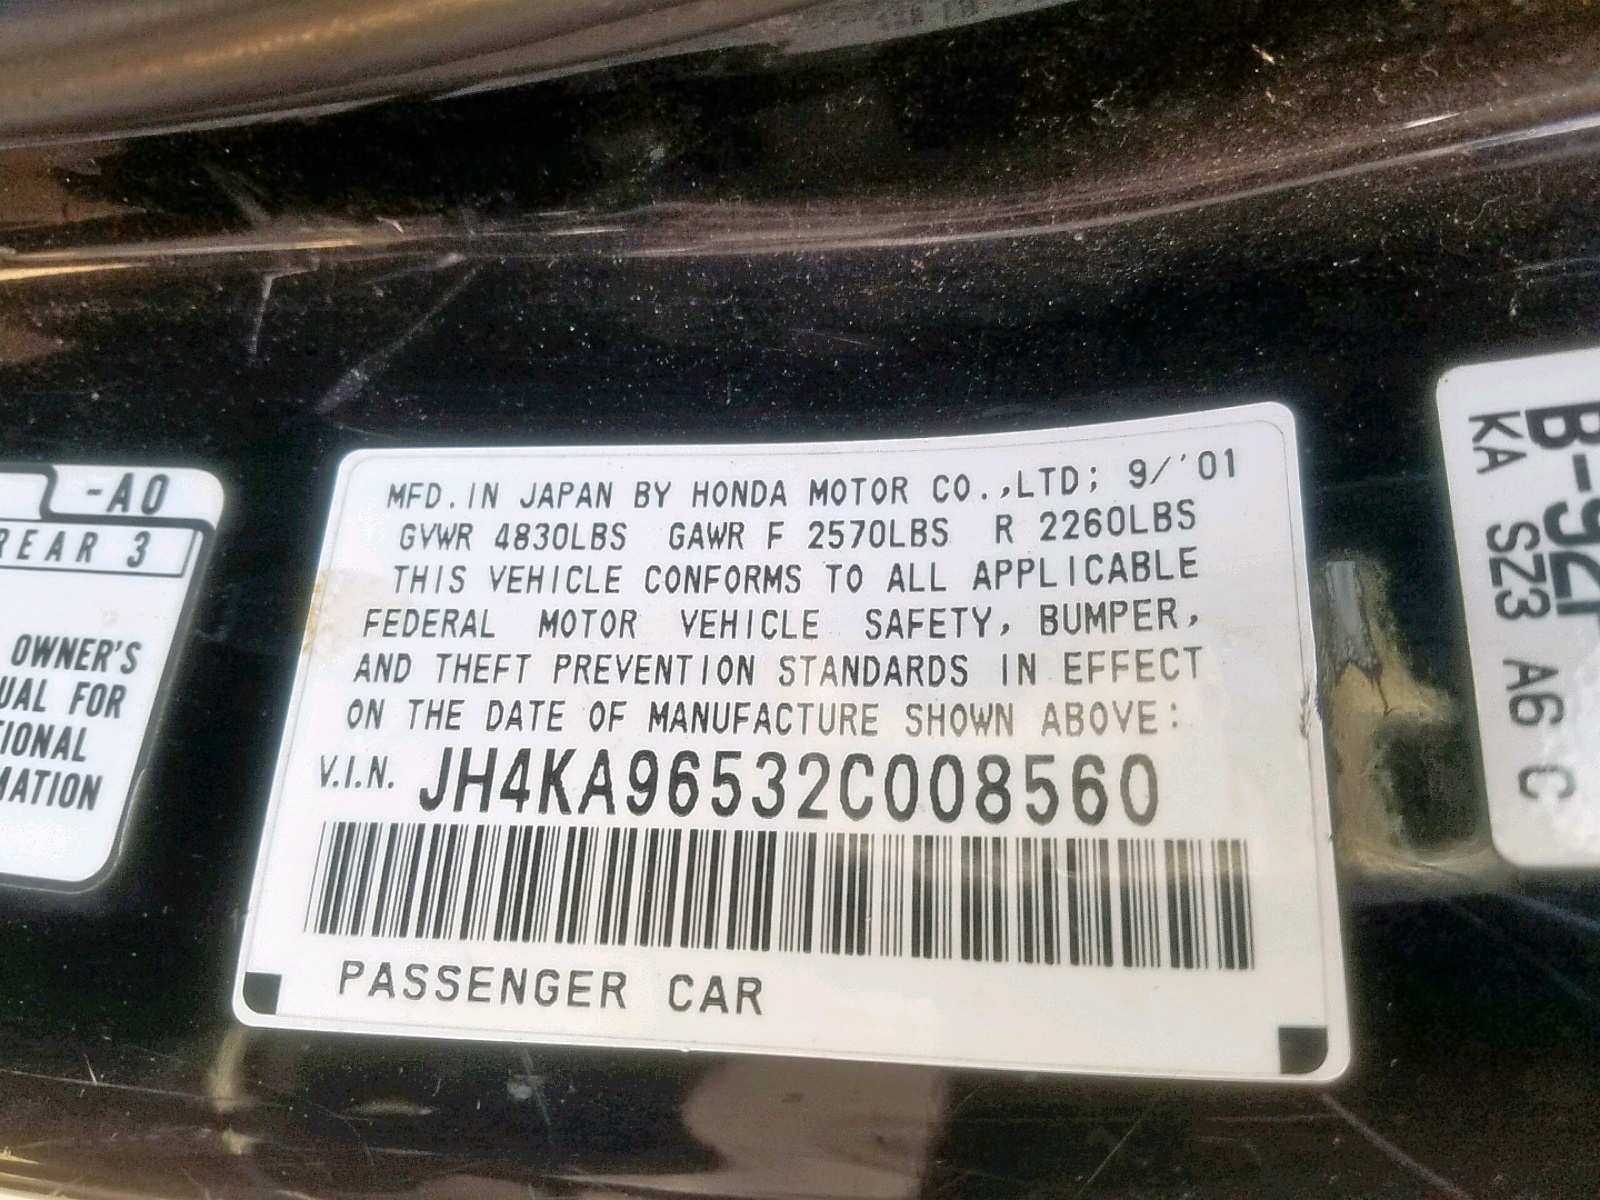 -A0
REAR 3
OWNER'S
UAL FOR
IONAL
MATION
MFD. IN JAPAN BY HONDA MOTOR CO.,LTD; 9/'01
GVWR 4830LBS GAWR F 2570LBS R 2260LBS
THIS VEHICLE CONFORMS TO ALL APPLICABLE
FEDERAL MOTOR VEHICLE SAFETY, BUMPER,
AND THEFT PREVENTION STANDARDS IN EFFECT
ON THE DATE OF MANUFACTURE SHOWN ABOVE:
V.I.N. JH4KA96532C008560
PASSENGER CAR
KA SZ3 A6 C